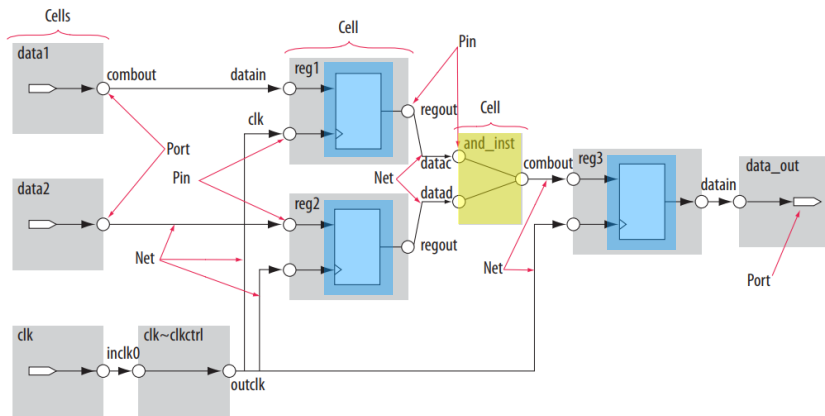 Cells
Cell
Pin
data1
reg1
combout
datain
regout
Cell
clk
and_inst
Port
datac
combout
reg3
data_out
Pin
Net
data2
reg2
datad
datain
regout
Net
Net
Port
clk
clk~clkctrl
inclk0
outclk